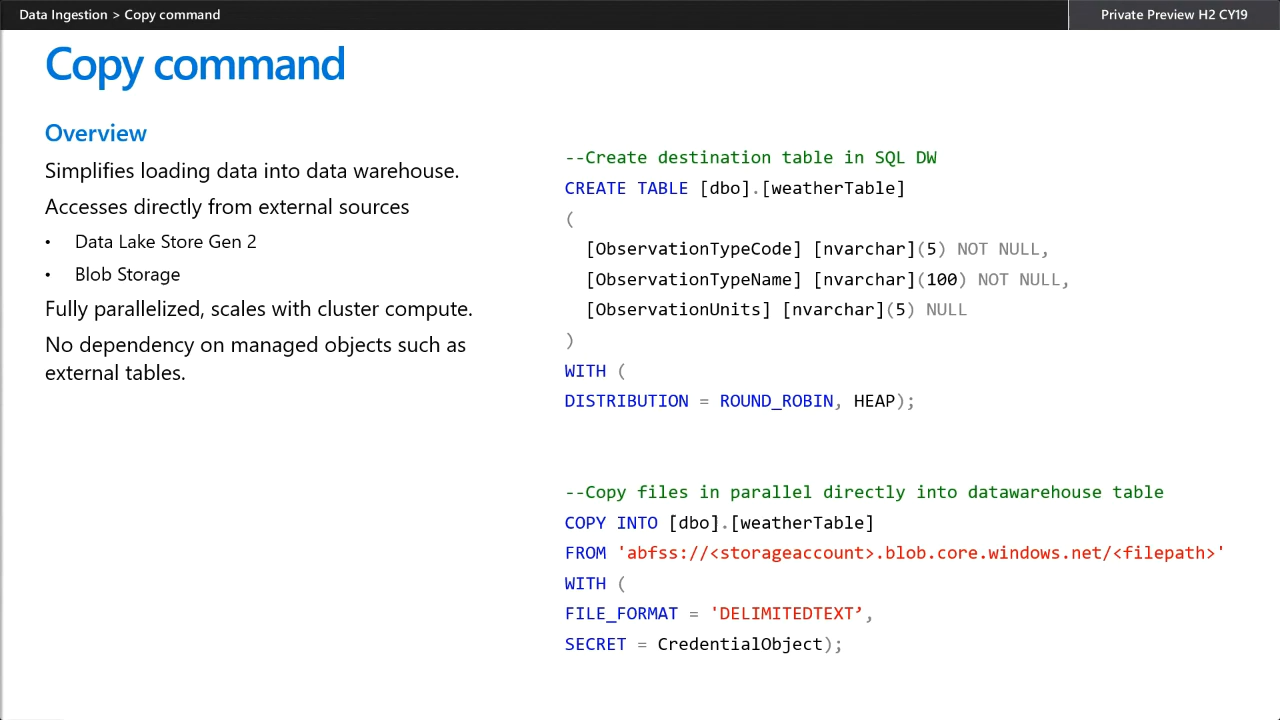 Data Ingestion > Copy command
Private Preview H2 CY19
Copy command
Overview
Simplifies loading data into data warehouse.
Accesses directly from external sources
• Data Lake Store Gen 2
• Blob Storage
Fully parallelized, scales with cluster compute.
No dependency on managed objects such as
external tables.
--Create destination table in SQL DW
CREATE TABLE [dbo].[weatherTable]
(
[ObservationTypeCode] [nvarchar](5) NOT NULL,
[ObservationTypeName] [nvarchar](100) NOT NULL,
[ObservationUnits] [nvarchar](5) NULL
)
WITH (
DISTRIBUTION = ROUND_ROBIN, HEAP);
--Copy files in parallel directly into datawarehouse table
COPY INTO [dbo].[weatherTable]
FROM 'abfss://<storageaccount>.blob.core.windows.net/<filepath>'
WITH (
FILE_FORMAT = 'DELIMITEDTEXT’,
SECRET = CredentialObject);